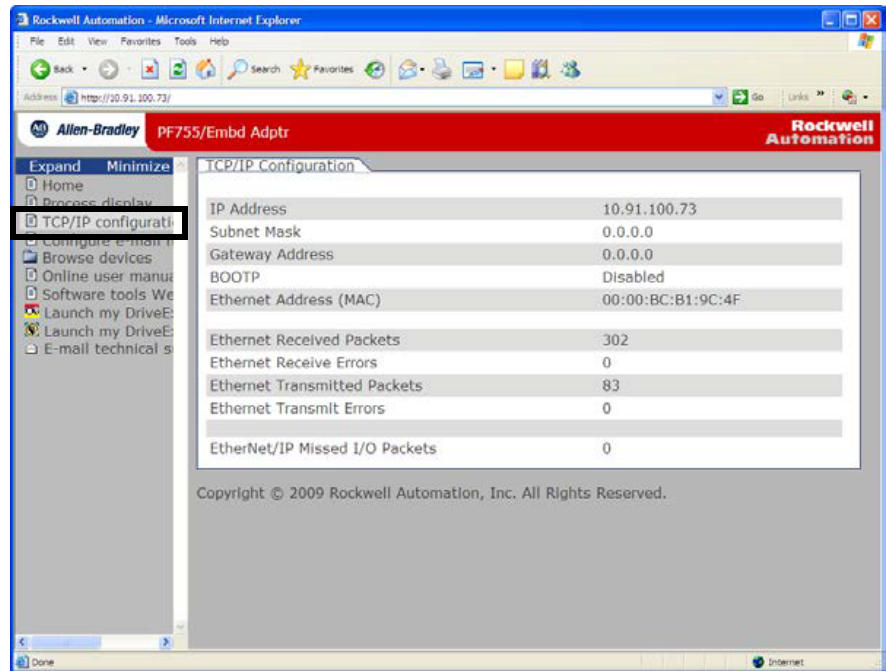 Rockwell Automation - Microsoft Internet Explorer
File Edit View Favorites Tools Help
Back Search Favorites
Address http://10.91.100.73/ Go Links »
AB Allen-Bradley PF755/Embd Adptr Rockwell Automation
Expand Minimize
Home
Process display
TCP/IP configurati
Configure e-mail n
Browse devices
Online user manua
Software tools We
Launch my DriveE
Launch my DriveE
E-mail technical s
TCP/IP Configuration
IP Address 10.91.100.73
Subnet Mask 0.0.0.0
Gateway Address 0.0.0.0
BOOTP Disabled
Ethernet Address (MAC) 00:00:BC:B1:9C:4F
Ethernet Received Packets 302
Ethernet Receive Errors 0
Ethernet Transmitted Packets 83
Ethernet Transmit Errors 0
EtherNet/IP Missed I/O Packets 0
Copyright © 2009 Rockwell Automation, Inc. All Rights Reserved.
Done Internet